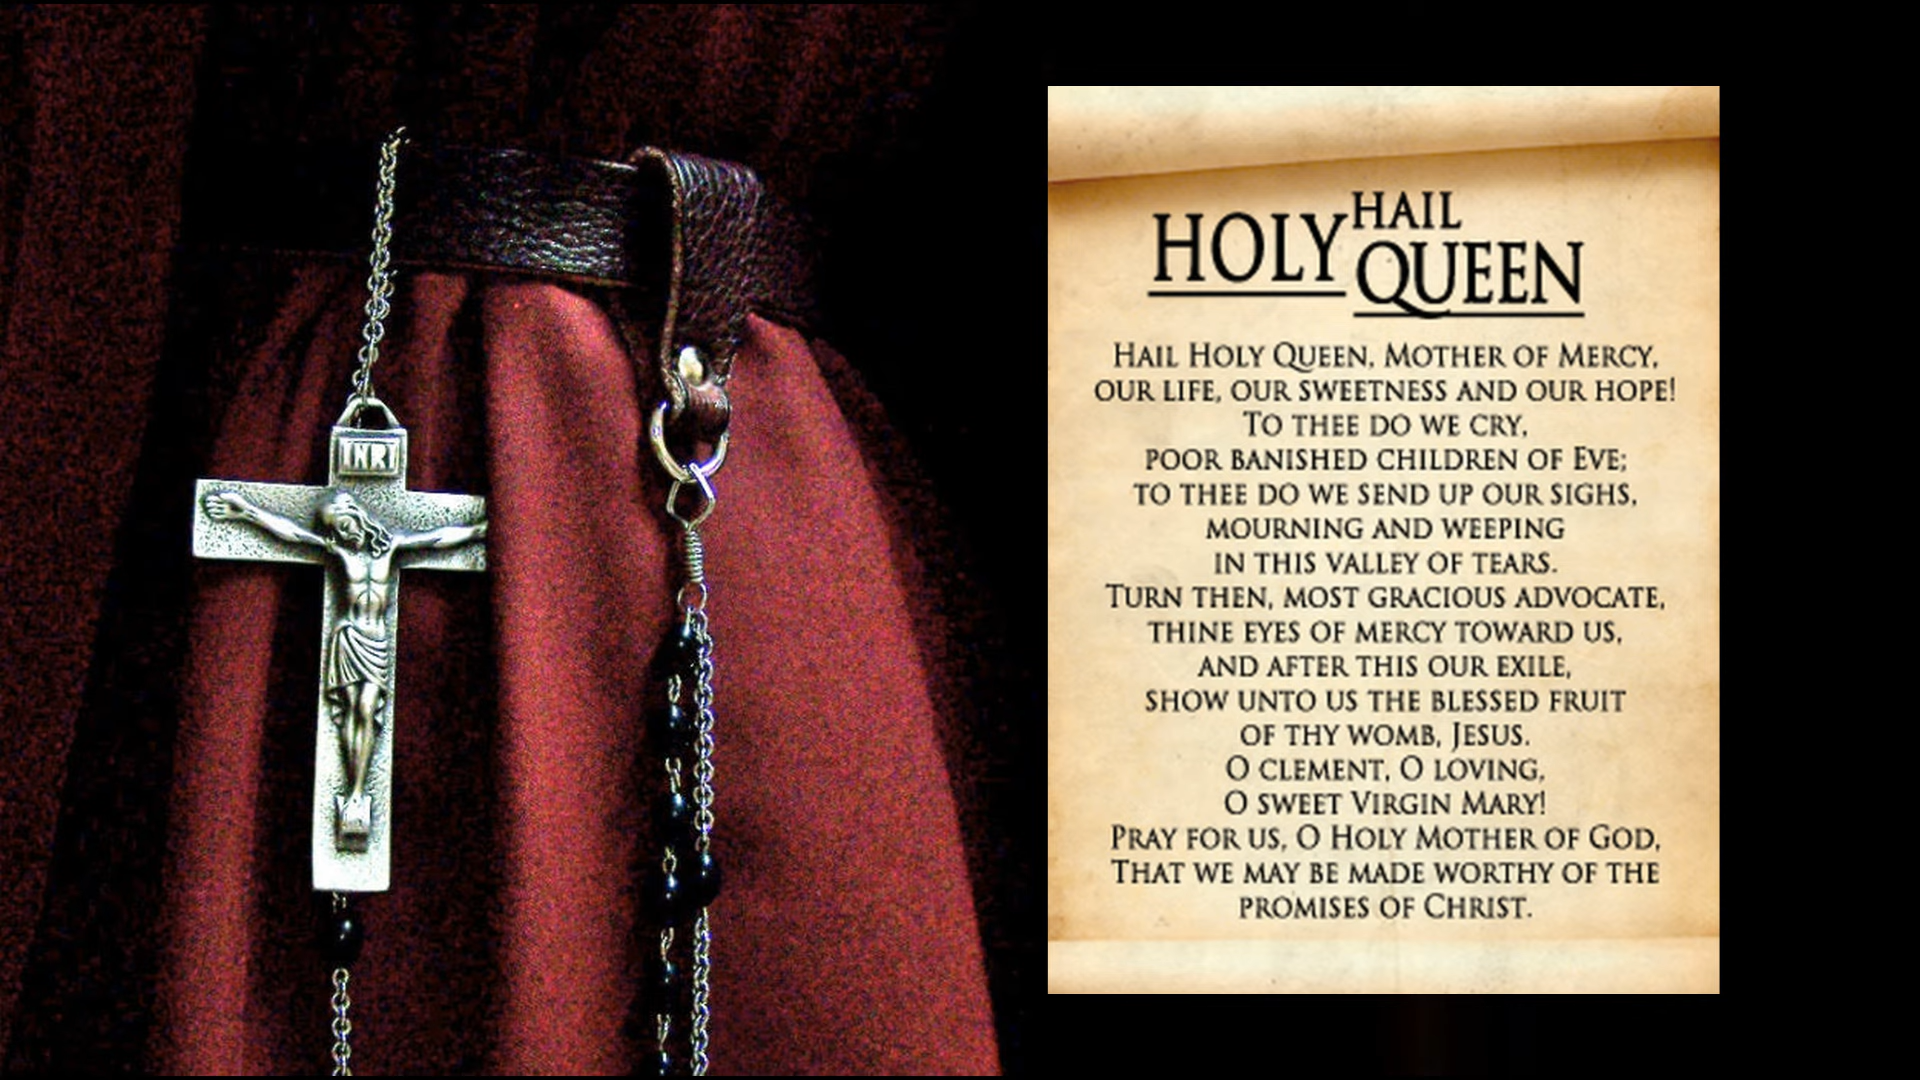 INRI
HAIL
HOLY QUEEN
HAIL HOLY QUEEN, MOTHER OF MERCY,
OUR LIFE, OUR SWEETNESS AND OUR HOPE!
TO THEE DO WE CRY,
POOR BANISHED CHILDREN OF EVE;
TO THEE DO WE SEND UP OUR SIGHS,
MOURNING AND WEEPING
IN THIS VALLEY OF TEARS.
TURN THEN, MOST GRACIOUS ADVOCATE,
THINE EYES OF MERCY TOWARD US,
AND AFTER THIS OUR EXILE,
SHOW UNTO US THE BLESSED FRUIT
OF THY WOMB, JESUS.
O CLEMENT, O LOVING,
O SWEET VIRGIN MARY!
PRAY FOR US, O HOLY MOTHER OF GOD,
THAT WE MAY BE MADE WORTHY OF THE
PROMISES OF CHRIST.